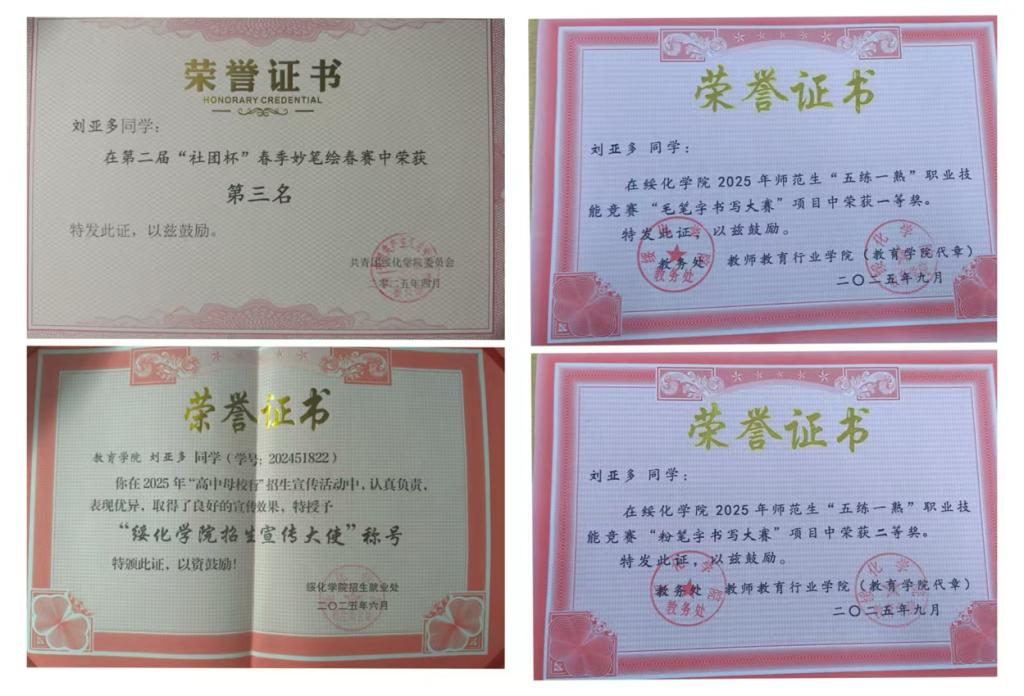 荣誉证书
HONORARY CREDENTIAL
刘亚多同学：
在第二届“社团杯”春季妙笔绘春赛中荣获
第三名
特发此证，以兹鼓励。
共青团绥化学院委员会
二零二五年四月
荣誉证书
刘亚多 同学：
在绥化学院 2025 年师范生“五练一熟”职业技
能竞赛“毛笔字书写大赛”项目中荣获一等奖。
特发此证，以兹鼓励。
教务处 教师教育行业学院（教育学院代章）
教务处
二〇二五年九月
荣誉证书
教育学院 刘亚多 同学（学号：202451822）
你在 2025 年“高中母校行”招生宣传活动中，认真负责，
表现优异，取得了良好的宣传效果，特授予
“绥化学院招生宣传大使”称号
特颁此证，以资鼓励！
绥化学院招生就业处
二〇二五年六月
荣誉证书
刘亚多 同学：
在绥化学院 2025 年师范生“五练一熟”职业技
能竞赛“粉笔字书写大赛”项目中荣获二等奖。
特发此证，以兹鼓励。
教务处 教师教育行业学院（教育学院代章）
教务处
二〇二五年九月